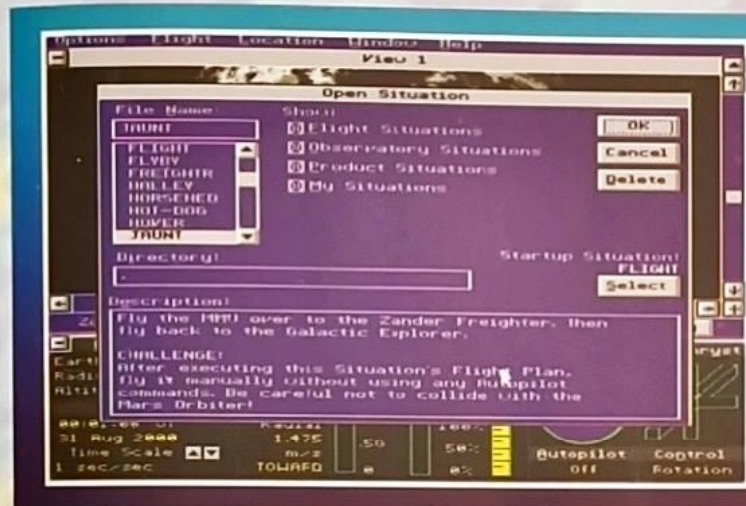 Options Flight Location Window Help
View 1
Open Situation
File Name
Show:
JAUNT
Flight Situations
Observatory Situations
Product Situations
My Situations
OK
Cancel
Delete
FLIGHT
FLYBY
FREIGHTR
HALLEY
HORSEHED
HOT-DOG
HOVER
JAUNT
Directory:
Startup Situation:
FLIGHT
Select
Description:
Fly the MMU over to the Zander Freighter. Then
fly back to the Galactic Explorer.
CHALLENGE:
After executing this Situation's Flight Plan,
fly it manually without using any Autopilot
commands. Be careful not to collide with the
Mars Orbiter!
31 Aug 2000
Time Scale
1 sec/sec
Radial
1.475
m/s
TOWARD
.50
0
100%
50%
0%
Autopilot
Off
Control
Rotation